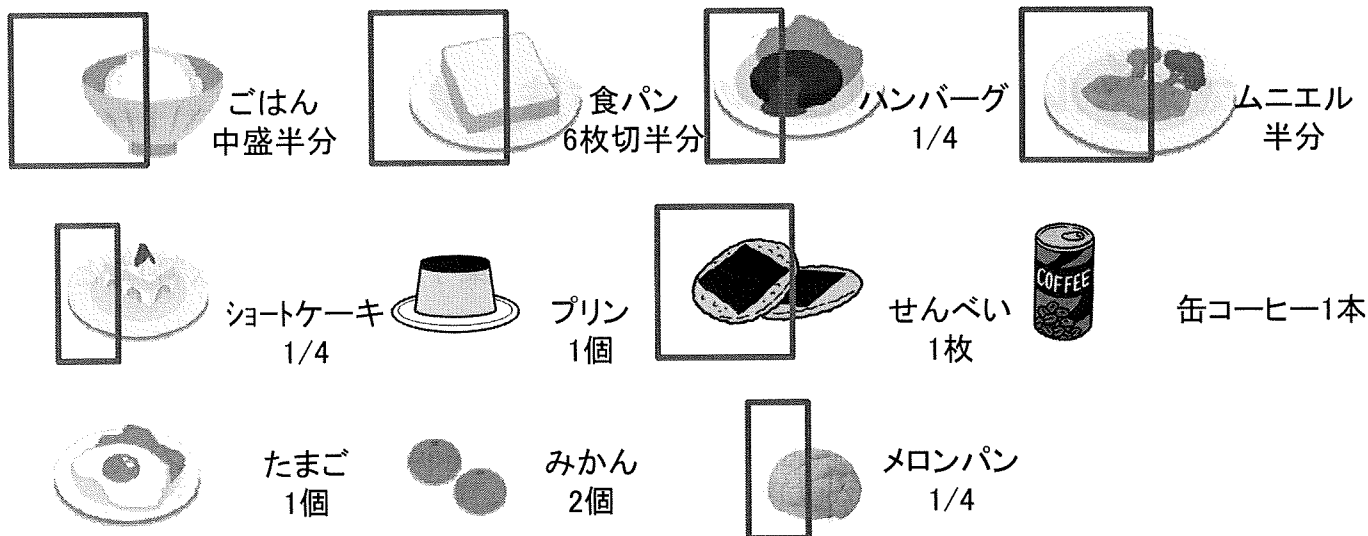 ごはん
中盛半分
食パン
6枚切半分
ハンバーグ
1/4
ムニエル
半分
ショートケーキ
1/4
プリン
1個
せんべい
1枚
COFFEE
缶コーヒー1本
たまご
1個
みかん
2個
メロンパン
1/4